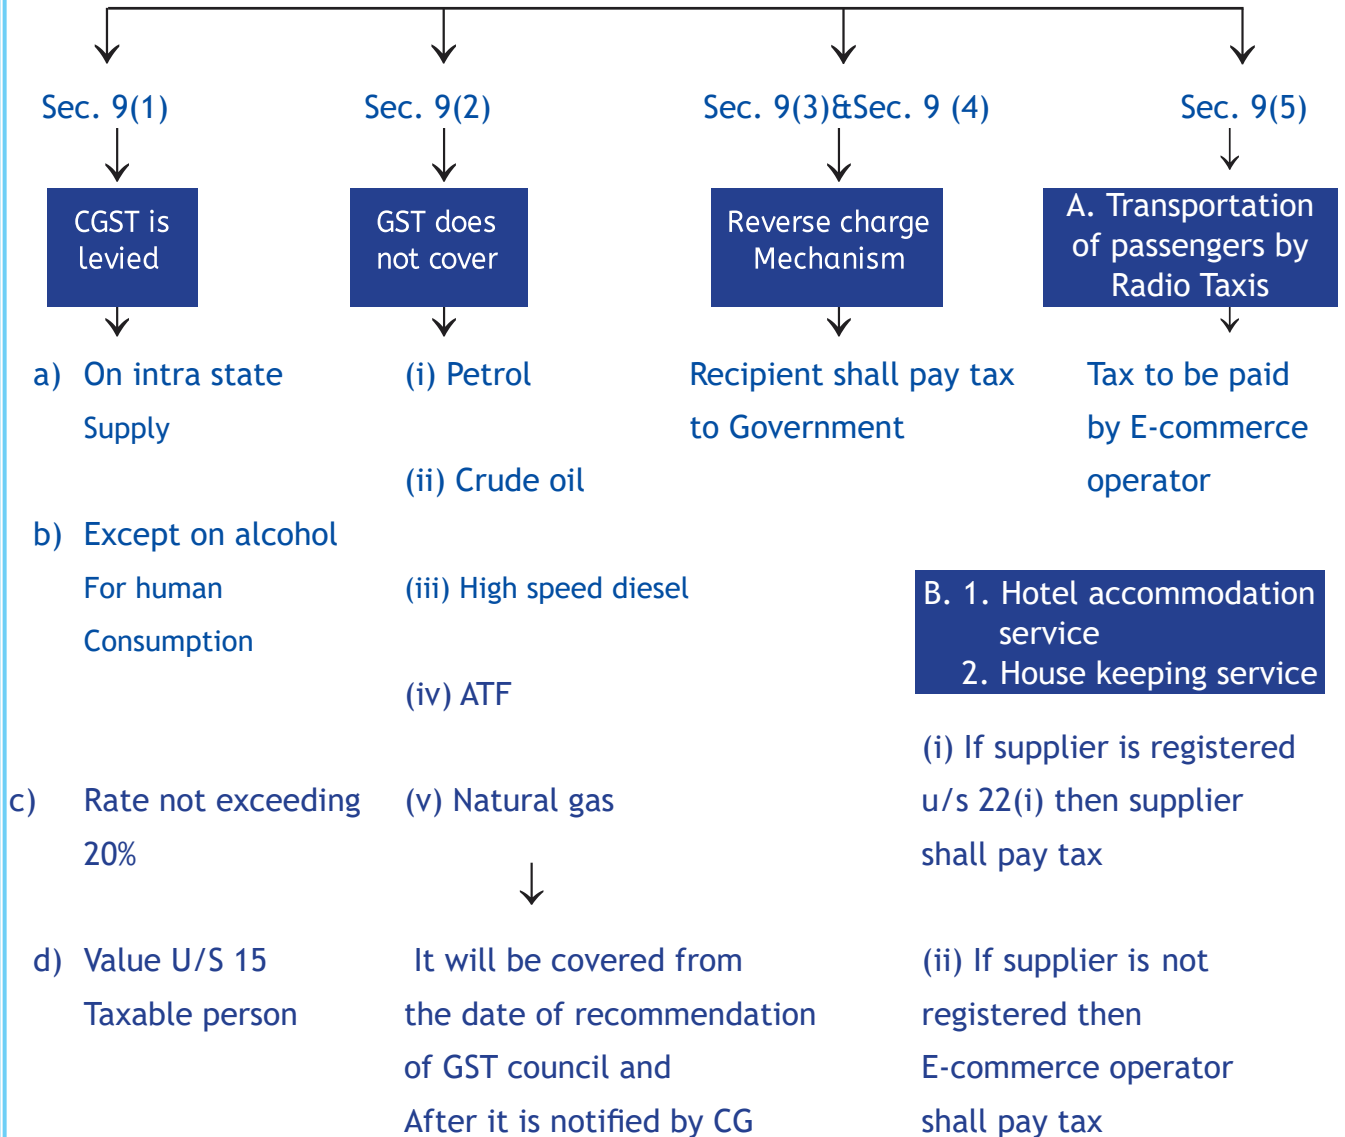 Sec. 9(1)
CGST is
levied
a) On intra state
Supply
b) Except on alcohol
For human
Consumption
c) Rate not exceeding
20%
d) Value U/S 15
Taxable person
Sec. 9(2)
GST does
not cover
(i) Petrol
(ii) Crude oil
(iii) High speed diesel
(iv) ATF
(v) Natural gas
It will be covered from
the date of recommendation
of GST council and
After it is notified by CG
Sec. 9(3)&Sec. 9 (4)
Reverse charge
Mechanism
Recipient shall pay tax
to Government
Sec. 9(5)
A. Transportation
of passengers by
Radio Taxis
Tax to be paid
by E-commerce
operator
B. 1. Hotel accommodation
service
2. House keeping service
(i) If supplier is registered
u/s 22(i) then supplier
shall pay tax
(ii) If supplier is not
registered then
E-commerce operator
shall pay tax